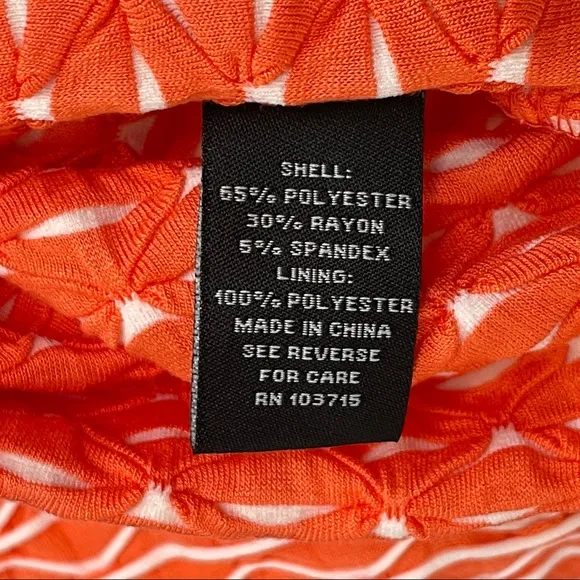 SHELL:
65% POLYESTER
30% RAYON
5% SPANDEX
LINING:
100% POLYESTER
MADE IN CHINA
SEE REVERSE
FOR CARE
RN 103715